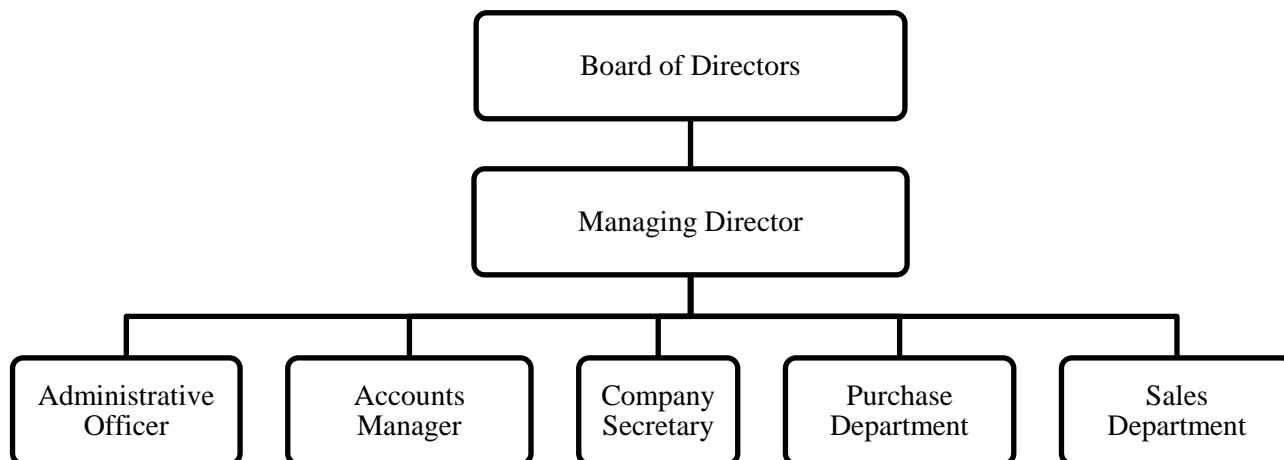 Board of Directors
Managing Director
Administrative
Officer
Accounts
Manager
Company
Secretary
Purchase
Department
Sales
Department